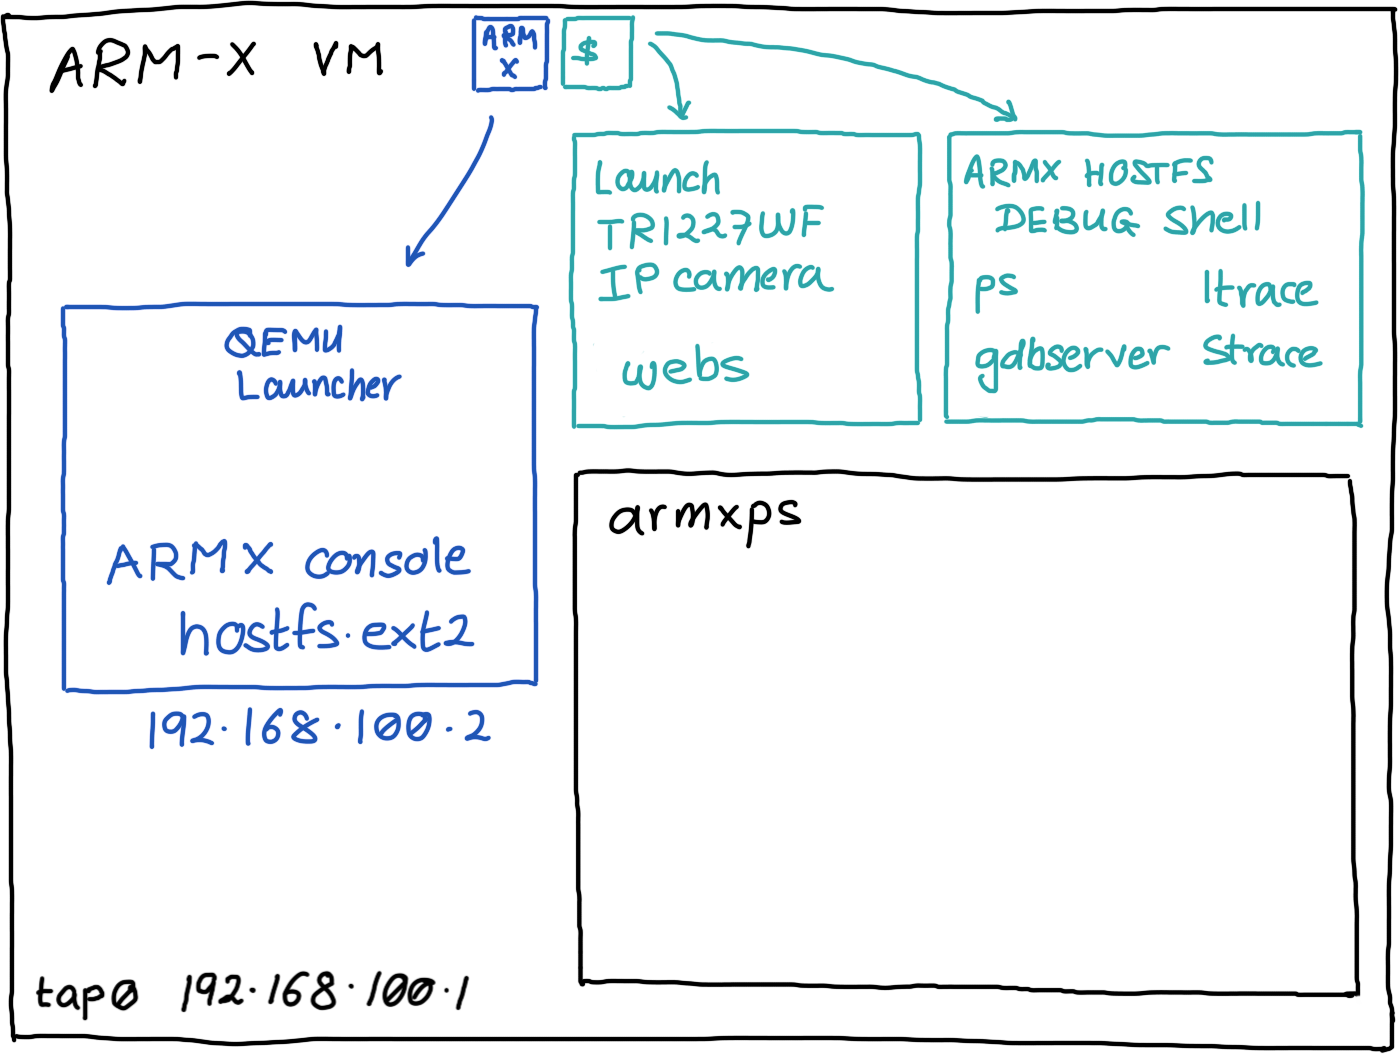 ARM-X VM
ARM
X
$
Launch
TRI227WF
IP camera
webs
ARMX HOSTFS
DEBUG Shell
ps ltrace
gdbserver Strace
QEMU
Launcher
ARMX console
hostfs.ext2
192.168.100.2
armxps
tap0 192.168.100.1